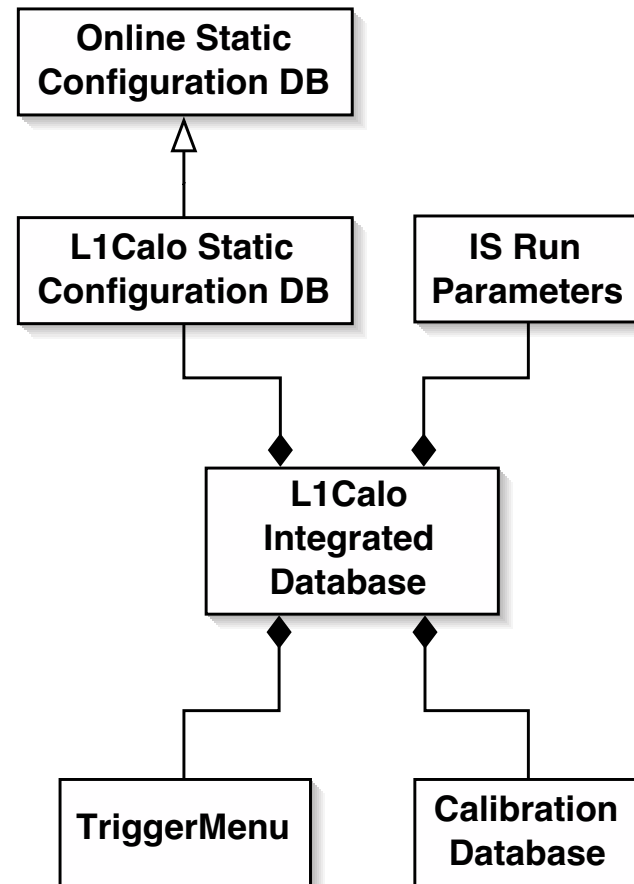 Online Static
Configuration DB
L1Calo Static
Configuration DB
IS Run
Parameters
L1Calo
Integrated
Database
TriggerMenu
Calibration
Database